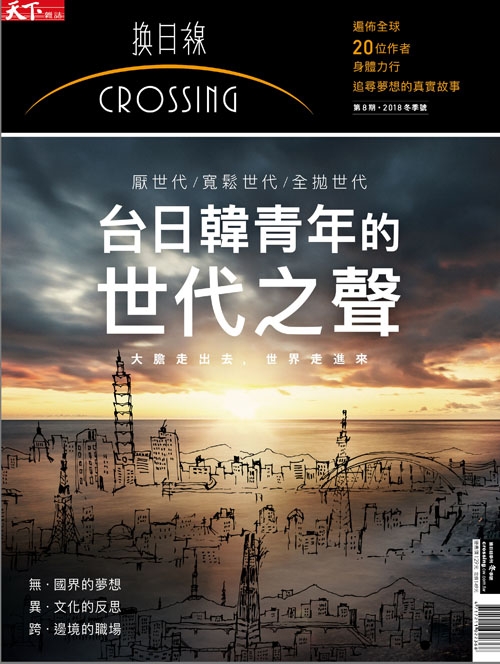 天下雜誌
換日線
CROSSING
遍佈全球
20位作者
身體力行
追尋夢想的真實故事
第8期・2018冬季號
厭世代/寬鬆世代/全拋世代
台日韓青年的
世代之聲
大膽走出去，世界走進來
無・國界的夢想
異・文化的反思
跨・邊境的職場
crossing.cw.com.tw